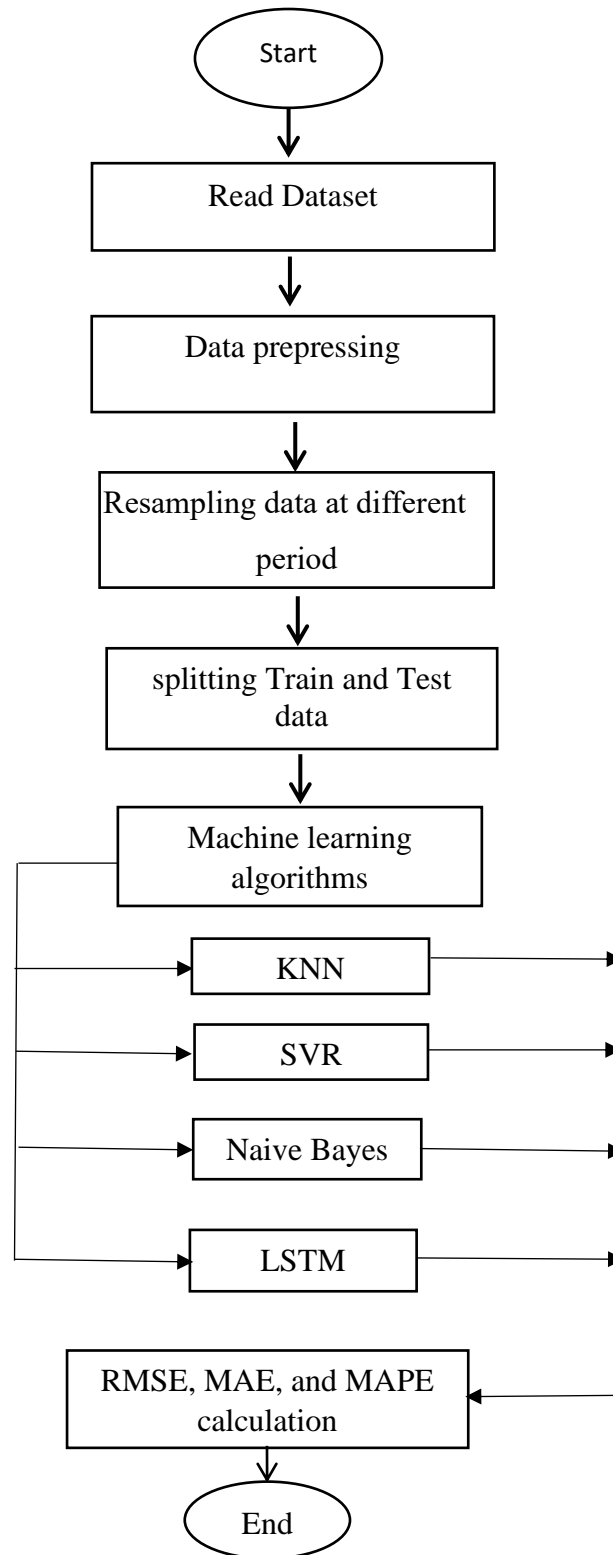 Start
Read Dataset
Data prepressing
Resampling data at different
period
splitting Train and Test
data
Machine learning
algorithms
KNN
SVR
Naive Bayes
LSTM
RMSE, MAE, and MAPE
calculation
End